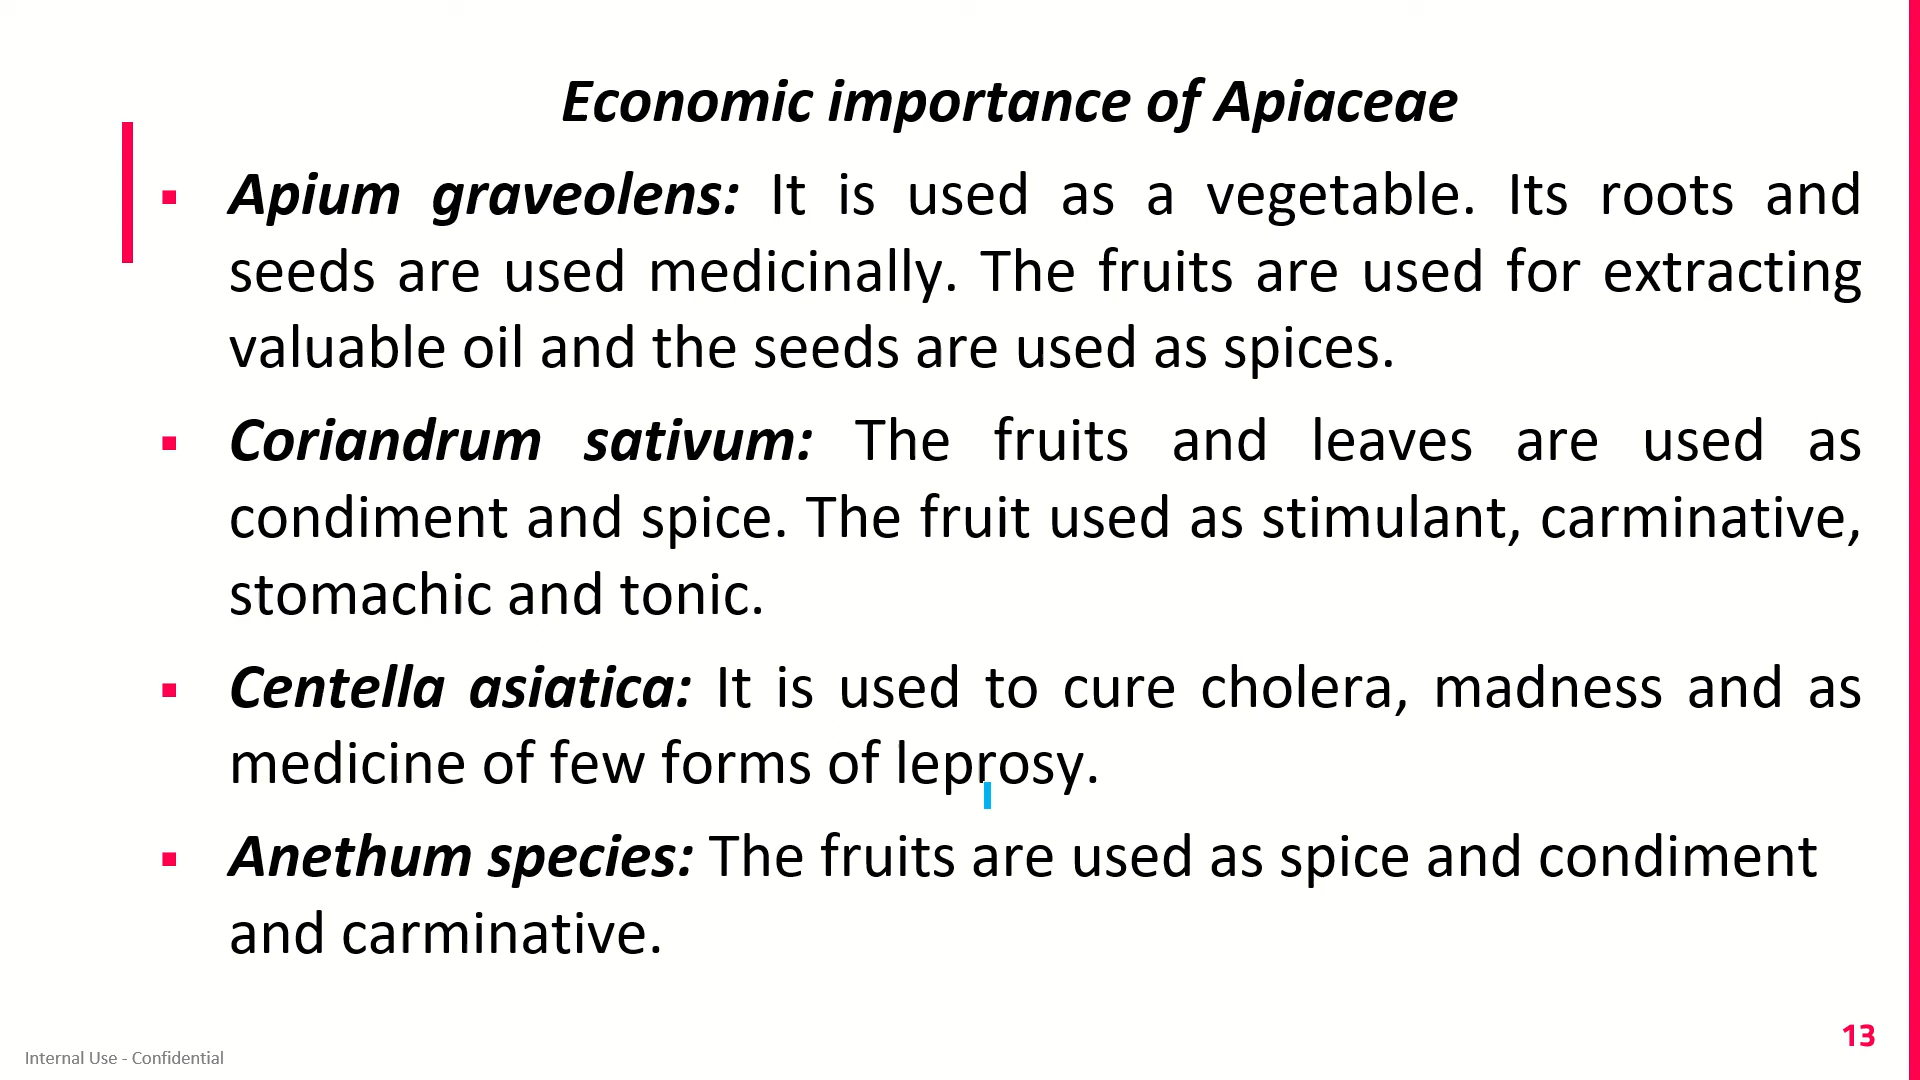 Economic importance of Apiaceae
▪ Apium graveolens: It is used as a vegetable. Its roots and
seeds are used medicinally. The fruits are used for extracting
valuable oil and the seeds are used as spices.
▪ Coriandrum sativum: The fruits and leaves are used as
condiment and spice. The fruit used as stimulant, carminative,
stomachic and tonic.
▪ Centella asiatica: It is used to cure cholera, madness and as
medicine of few forms of leprosy.
▪ Anethum species: The fruits are used as spice and condiment
and carminative.
13
Internal Use - Confidential